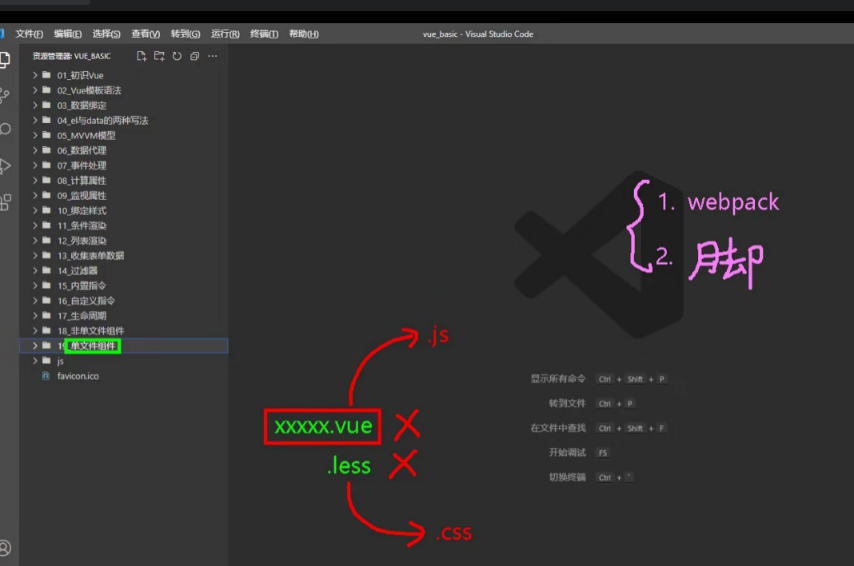 文件(F) 编辑(E) 选择(S) 查看(V) 转到(G) 运行(R) 终端(T) 帮助(H) vue_basic - Visual Studio Code
资源管理器: VUE_BASIC
01_初识Vue
02_Vue模板语法
03_数据绑定
04_el与data的两种写法
05_MVVM模型
06_数据代理
07_事件处理
08_计算属性
09_监视属性
10_绑定样式
11_条件渲染
12_列表渲染
13_收集表单数据
14_过滤器
15_内置指令
16_自定义指令
17_生命周期
18_非单文件组件
19_单文件组件
js
favicon.ico
1. webpack
2. 脚
.js
xxxxx.vue
.less
.css
显示所有命令 Ctrl + Shift + P
转到文件 Ctrl + P
在文件中查找 Ctrl + Shift + F
开始调试 F5
切换终端 Ctrl + `